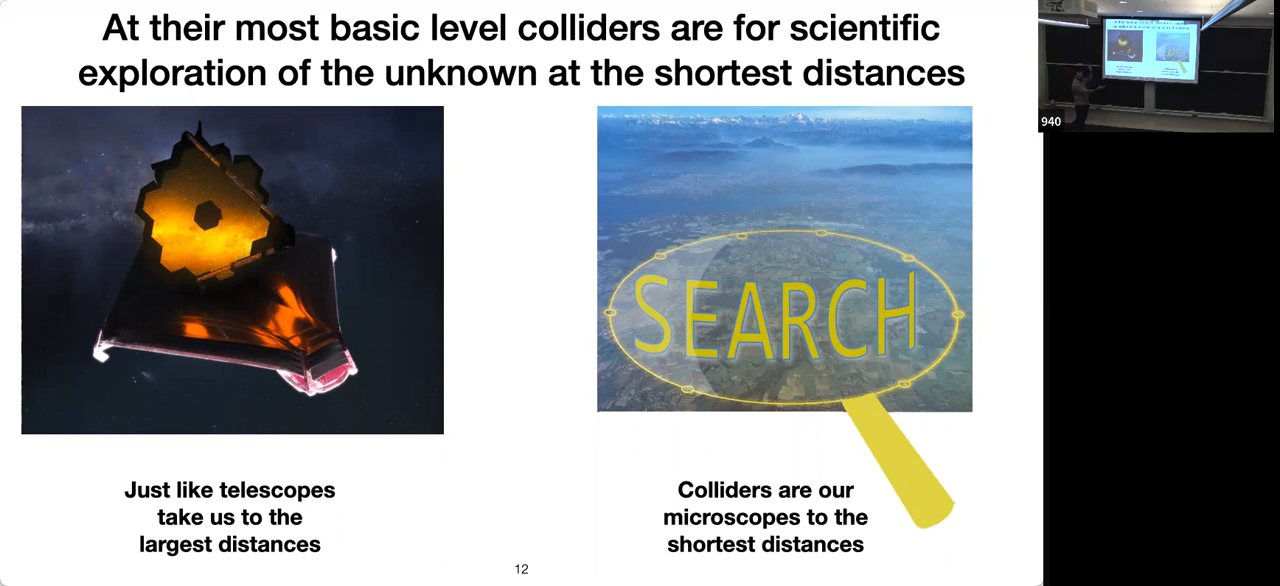 At their most basic level colliders are for scientific
exploration of the unknown at the shortest distances
SEARCH
Just like telescopes
take us to the
largest distances
Colliders are our
microscopes to the
shortest distances
12
940